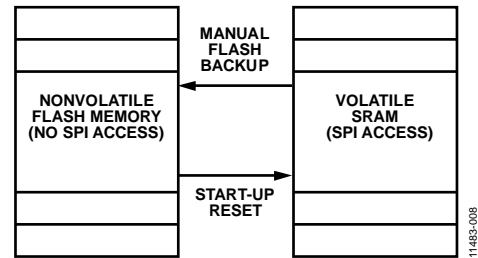 MANUAL
FLASH
BACKUP
NONVOLATILE
FLASH MEMORY
(NO SPI ACCESS)
VOLATILE
SRAM
(SPI ACCESS)
START-UP
RESET
11483-008